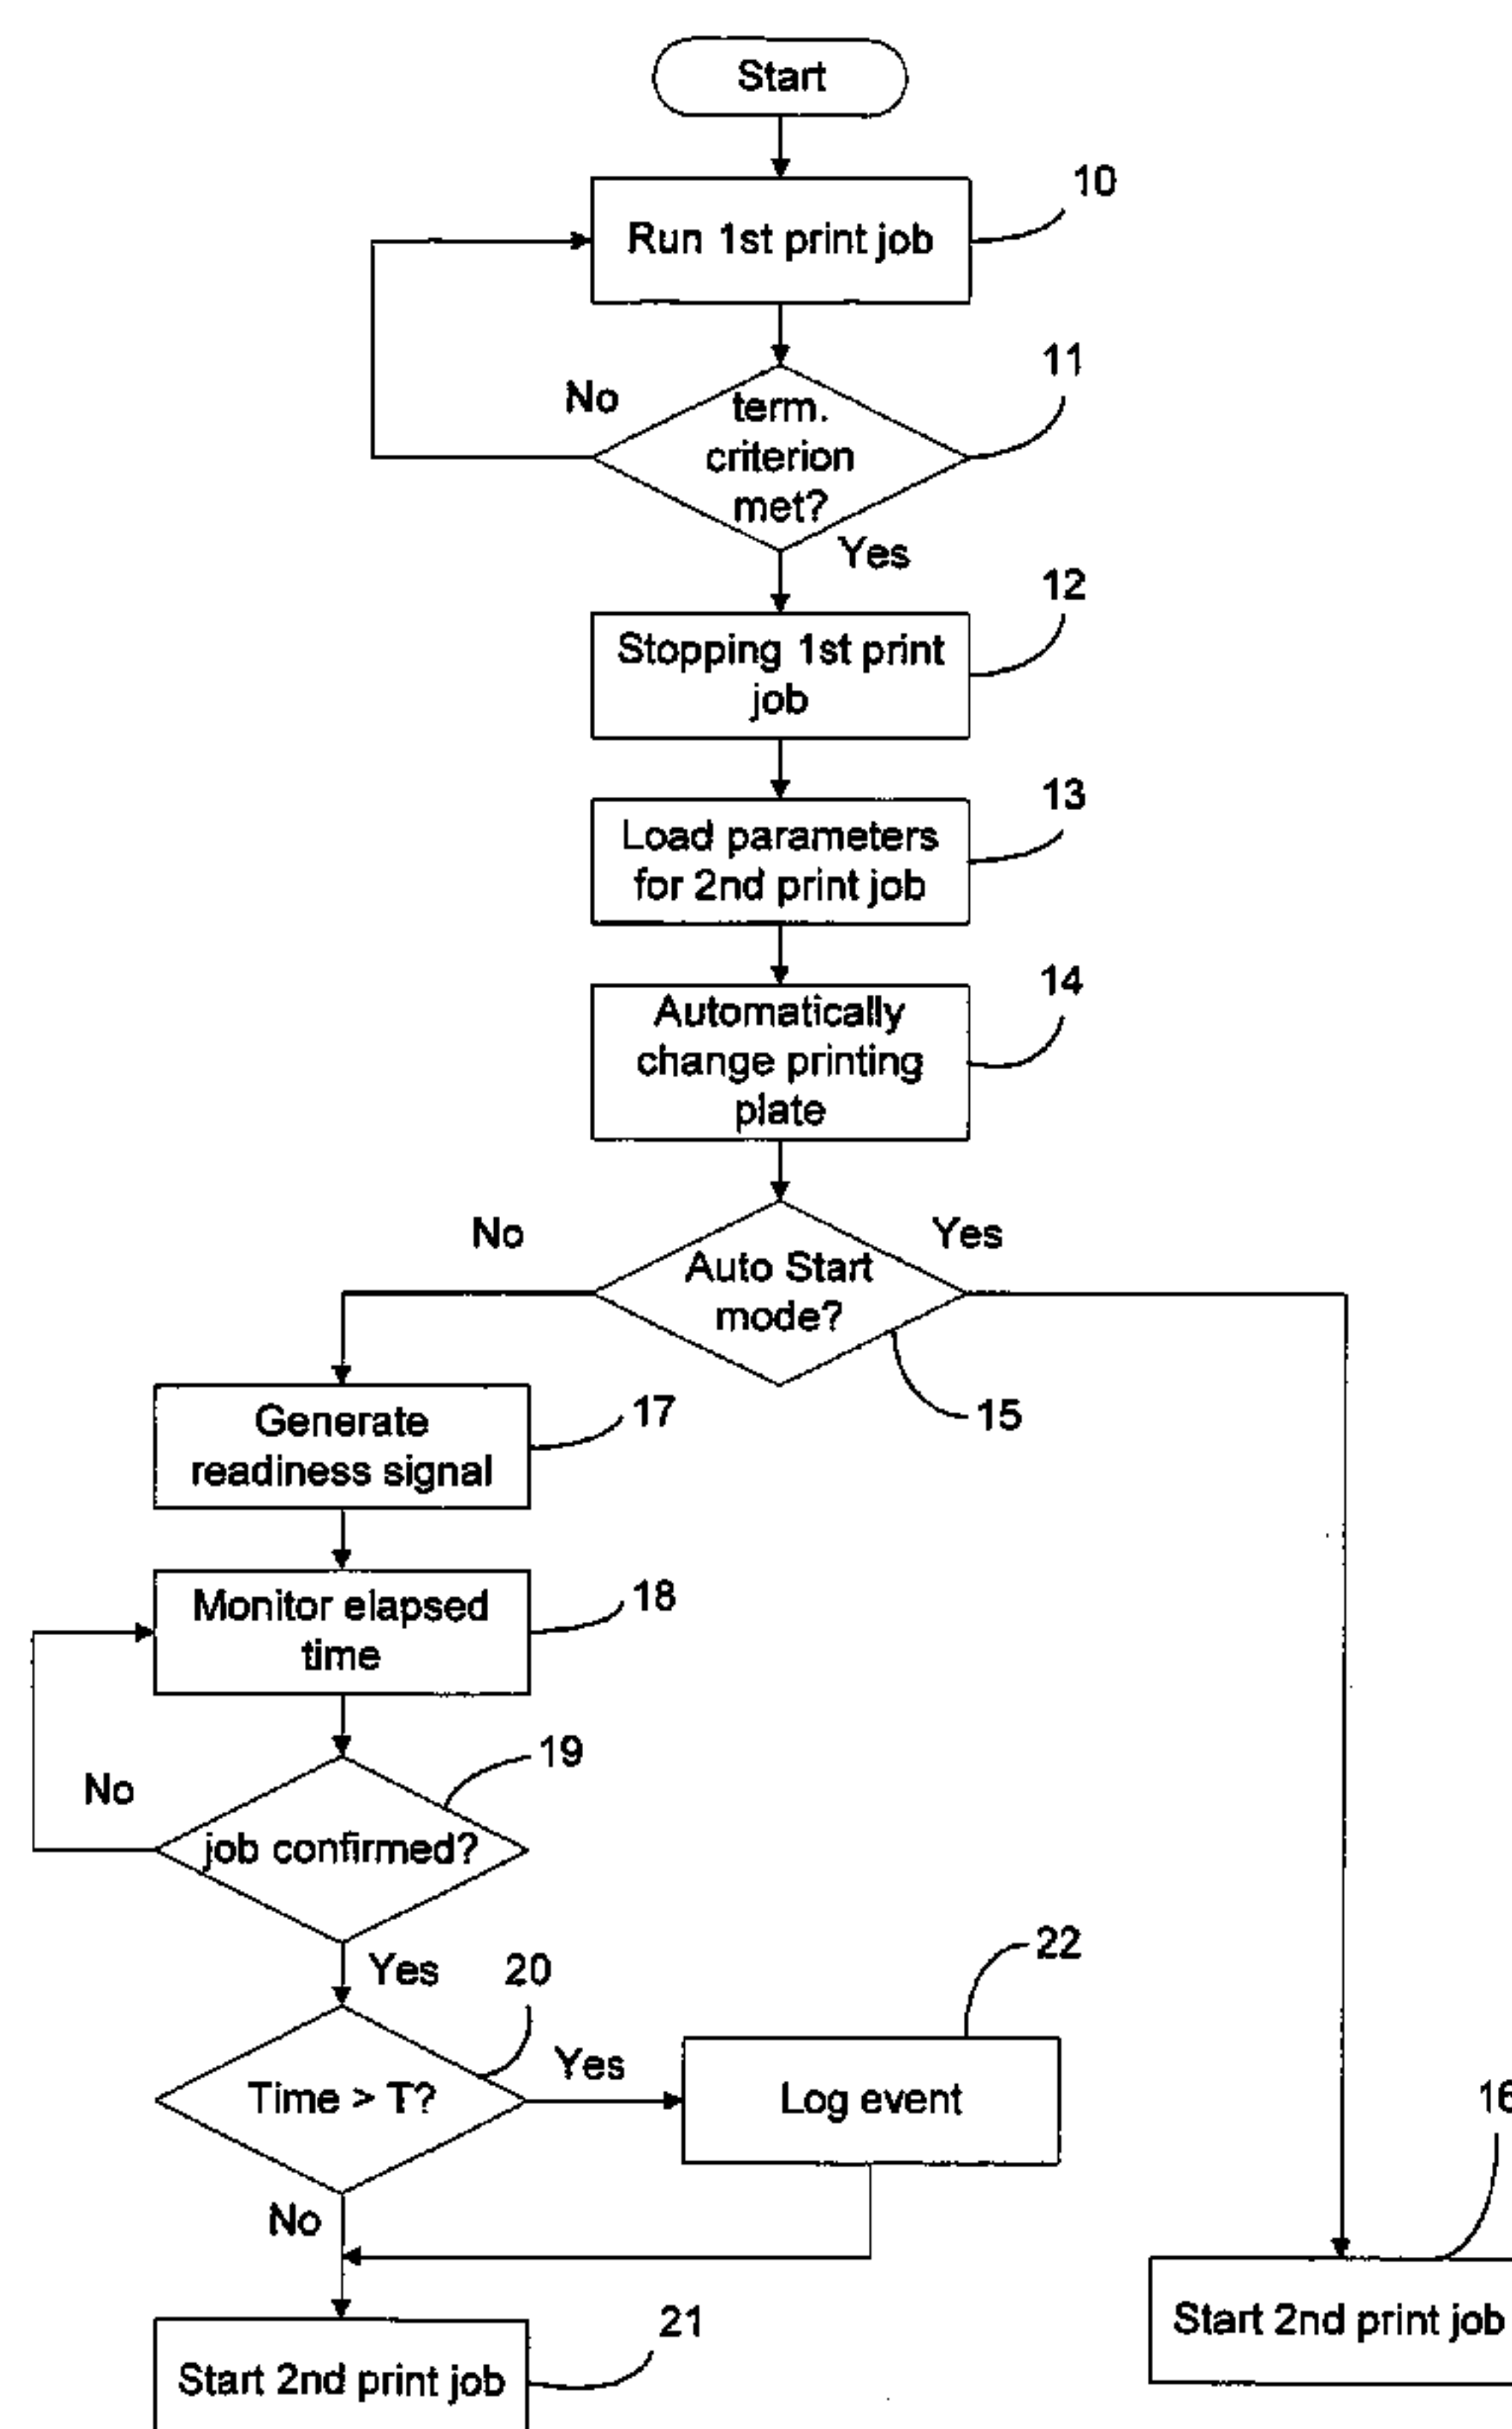 Start
10
Run 1st print job
11
No
term.
criterion
met?
Yes
12
Stopping 1st print
job
13
Load parameters
for 2nd print job
14
Automatically
change printing
plate
No
Yes
Auto Start
mode?
15
17
Generate
readiness signal
18
Monitor elapsed
time
19
No
job confirmed?
Yes
20
22
Yes
Time > T?
Log event
16
No
21
Start 2nd print job
Start 2nd print job